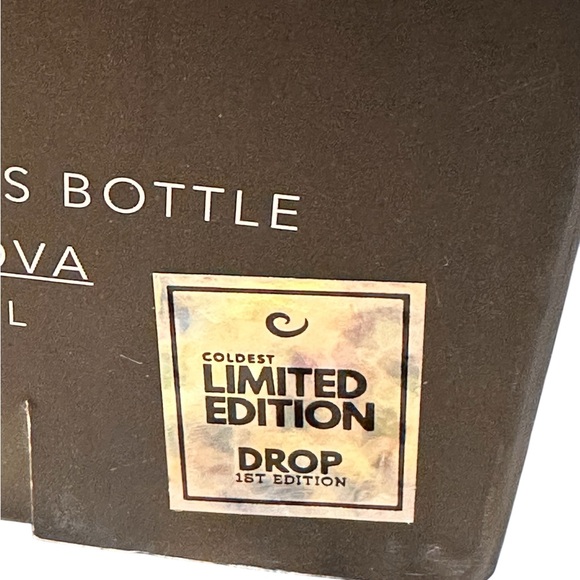 S BOTTLE
OVA
L
COLDEST
LIMITED
EDITION
DROP
1ST EDITION